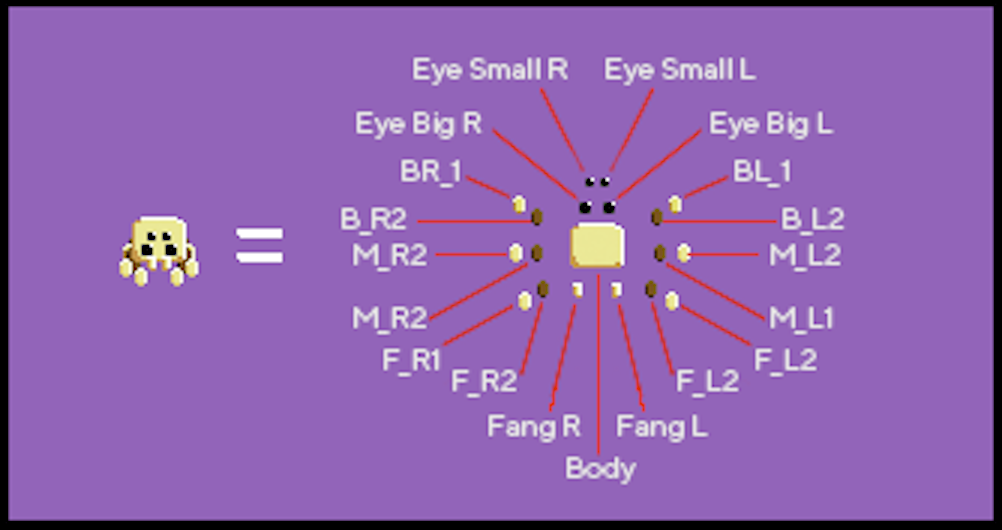 Eye Small R Eye Small L
Eye Big R Eye Big L
BR_1 BL_1
B_R2 B_L2
=
M_R2 M_L2
M_R2 M_L1
F_R1 F_L2
F_R2 F_L2
Fang R Fang L
Body